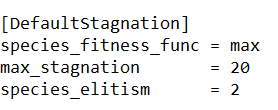 [DefaultStagnation]
species_fitness_func = max
max_stagnation       = 20
species_elitism      = 2